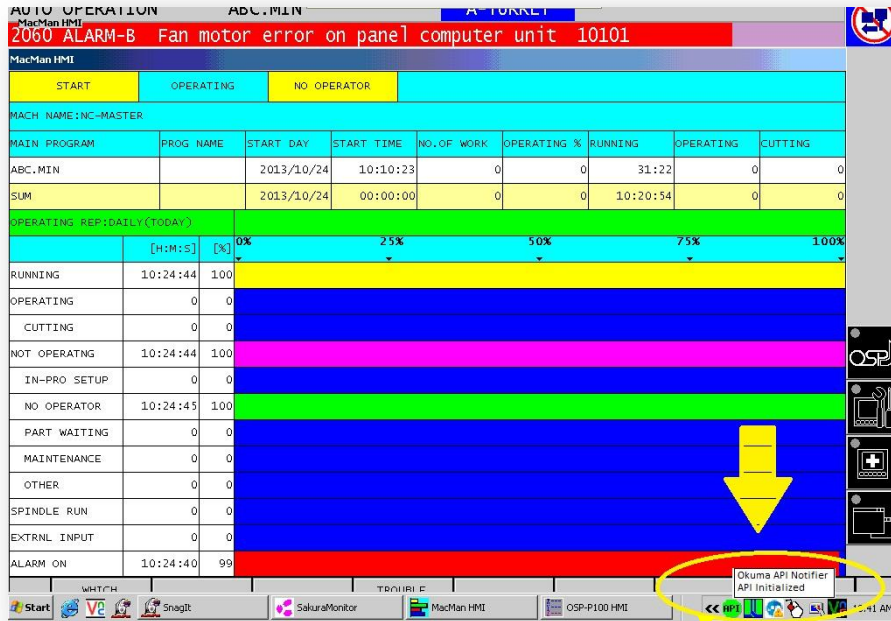 AUTO OPERATION ABC.MIN A-TURRET
MacMan HMI
2060 ALARM-B Fan motor error on panel computer unit 10101
MacMan HMI
START OPERATING NO OPERATOR
MACH NAME:NC-MASTER
MAIN PROGRAM PROG NAME START DAY START TIME NO.OF WORK OPERATING % RUNNING OPERATING CUTTING
ABC.MIN 2013/10/24 10:10:23 0 0 31:22 0 0
SUM 2013/10/24 00:00:00 0 0 10:20:54 0 0
OPERATING REP:DAILY(TODAY)
[H:M:S] [%] 0% 25% 50% 75% 100%
RUNNING 10:24:44 100
OPERATING 0 0
CUTTING 0 0
NOT OPERATNG 10:24:44 100
IN-PRO SETUP 0 0
OSP
NO OPERATOR 10:24:45 100
PART WAITING 0 0
MAINTENANCE 0 0
OTHER 0 0
SPINDLE RUN 0 0
EXTRNL INPUT 0 0
ALARM ON 10:24:40 99
Okuma API Notifier
API Initialized
WHTCH TROUBLE
Start V2 SnagIt SakuraMonitor MacMan HMI OSP-P100 HMI « API :41 AM